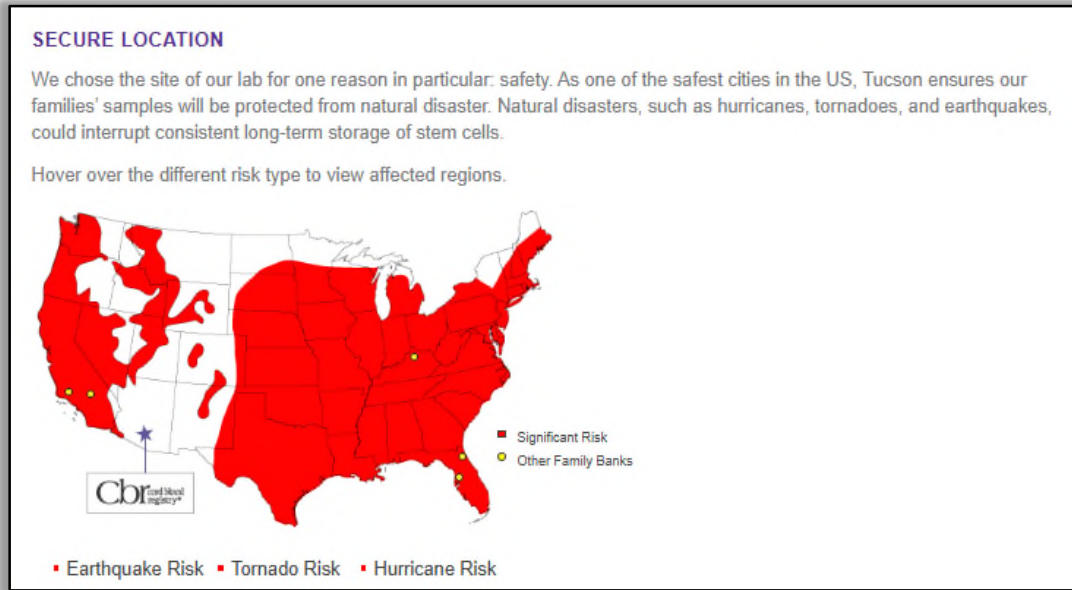 SECURE LOCATION
We chose the site of our lab for one reason in particular: safety. As one of the safest cities in the US, Tucson ensures our
families' samples will be protected from natural disaster. Natural disasters, such as hurricanes, tornadoes, and earthquakes,
could interrupt consistent long-term storage of stem cells.
Hover over the different risk type to view affected regions.
Significant Risk
Other Family Banks
Cbr cord blood
registry®
Earthquake Risk ▪ Tornado Risk ▪ Hurricane Risk